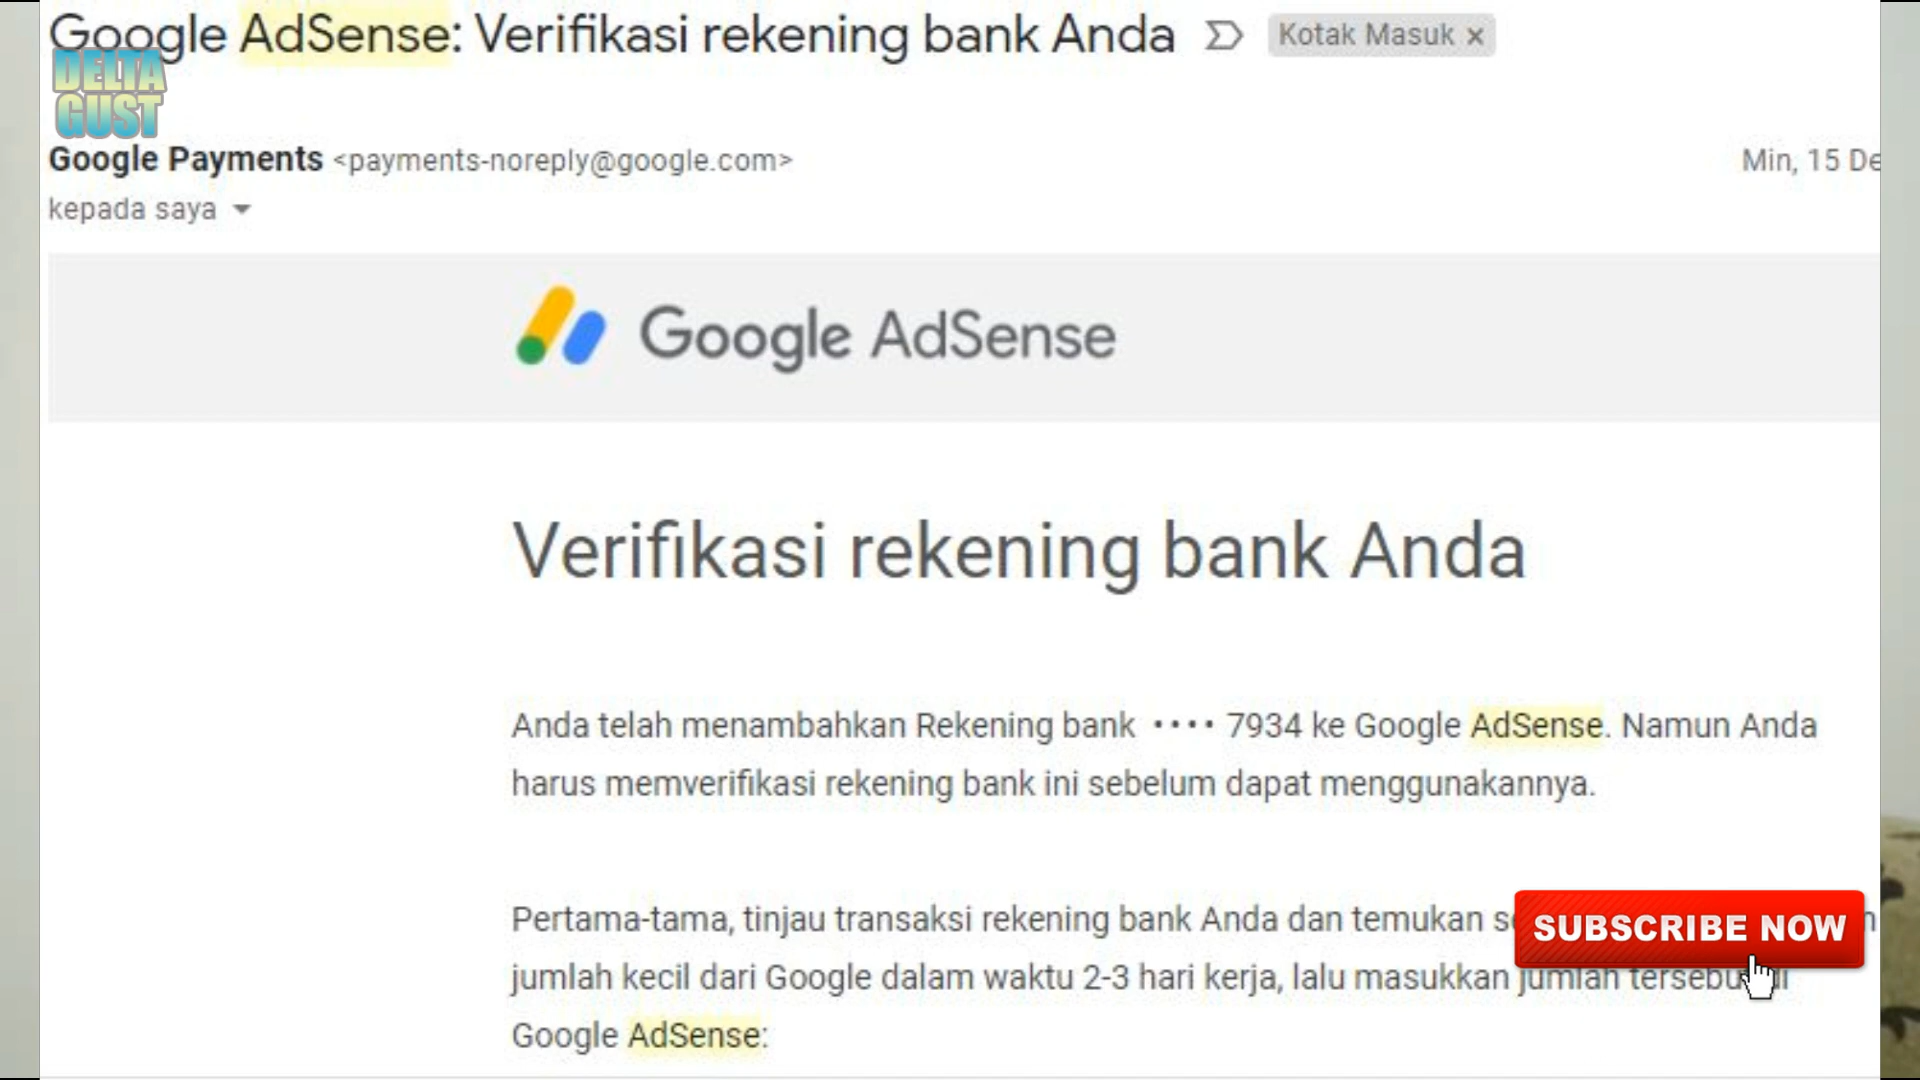 Google AdSense: Verifikasi rekening bank Anda Kotak Masuk ×
DELTA
GUST
Google Payments <payments-noreply@google.com> Min, 15 De
kepada saya
Google AdSense
Verifikasi rekening bank Anda
Anda telah menambahkan Rekening bank •••• 7934 ke Google AdSense. Namun Anda
harus memverifikasi rekening bank ini sebelum dapat menggunakannya.
Pertama-tama, tinjau transaksi rekening bank Anda dan temukan
SUBSCRIBE NOW
jumlah kecil dari Google dalam waktu 2-3 hari kerja, lalu masukkan jumlah
Google AdSense: